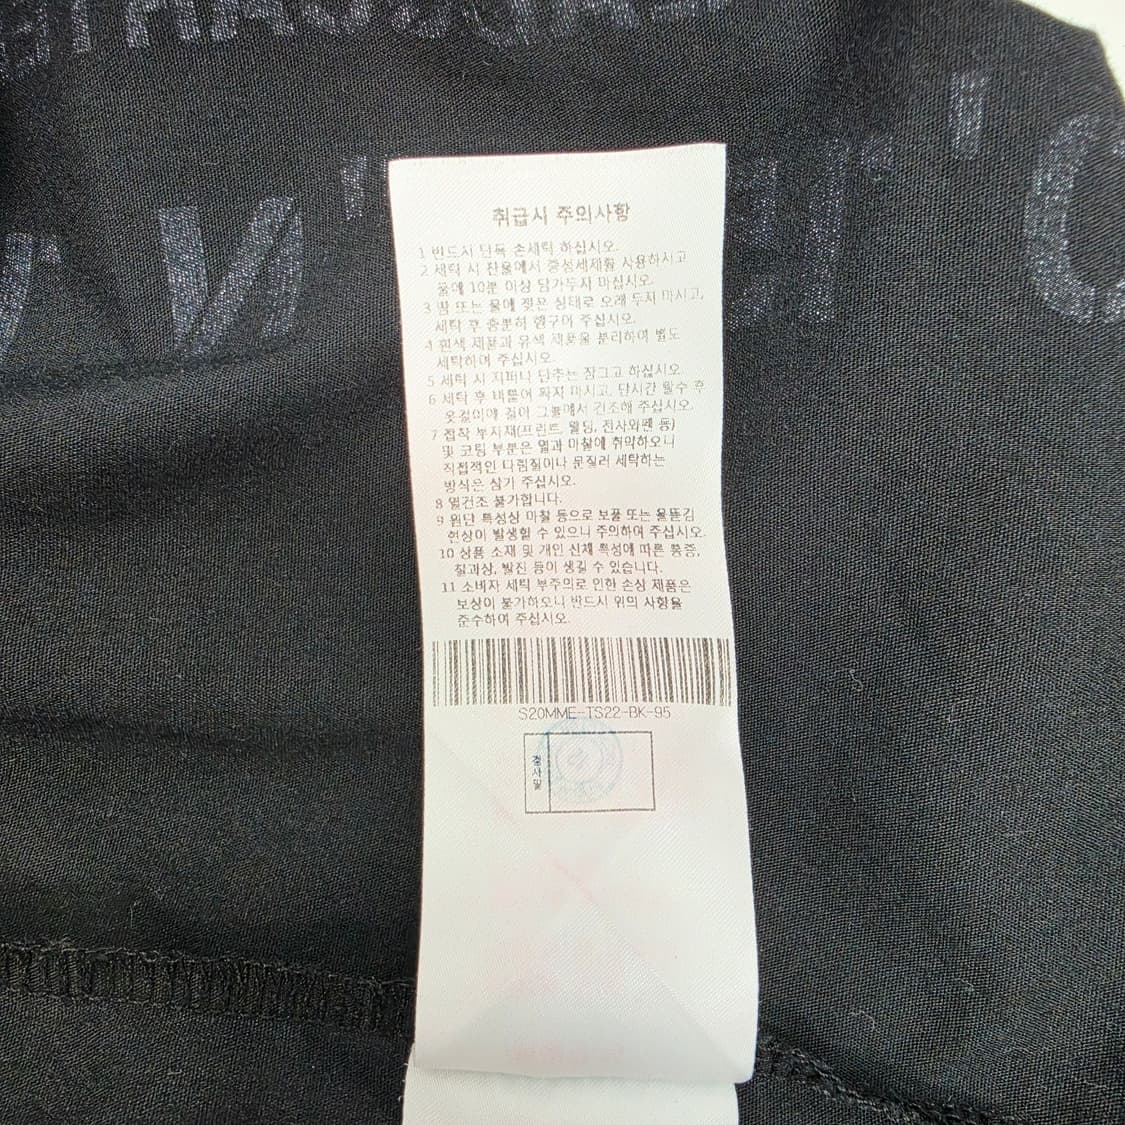 취급시 주의사항
1 반드시 단독 손세탁 하십시오.
2 세탁 시 찬물에서 중성세제를 사용하시고
물에 10분 이상 담가두지 마십시오.
3 땀 또는 물에 젖은 상태로 오래 두지 마시고,
세탁 후 충분히 헹구어 주십시오.
4 흰색 제품과 유색 제품을 분리하여 별도
세탁하여 주십시오.
5 세탁 시 지퍼나 단추는 잠그고 하십시오.
6 세탁 후 비틀어 짜지 마시고, 단시간 탈수 후
옷걸이에 걸어 그늘에서 건조해 주십시오.
7 접착 부자재(프린트, 웰딩, 전사와펜 등)
및 코팅 부분은 열과 마찰에 취약하오니
직접적인 다림질이나 문질러 세탁하는
방식은 삼가 주십시오.
8 열건조 불가합니다.
9 원단 특성상 마찰 등으로 보풀 또는 올뜯김
현상이 발생할 수 있으니 주의하여 주십시오.
10 상품 소재 및 개인 신체 특성에 따른 통증,
찰과상, 발진 등이 생길 수 있습니다.
11 소비자 세탁 부주의로 인한 손상 제품은
보상이 불가하오니 반드시 위의 사항을
준수하여 주십시오.
S20MME-TS22-BK-95
검사필